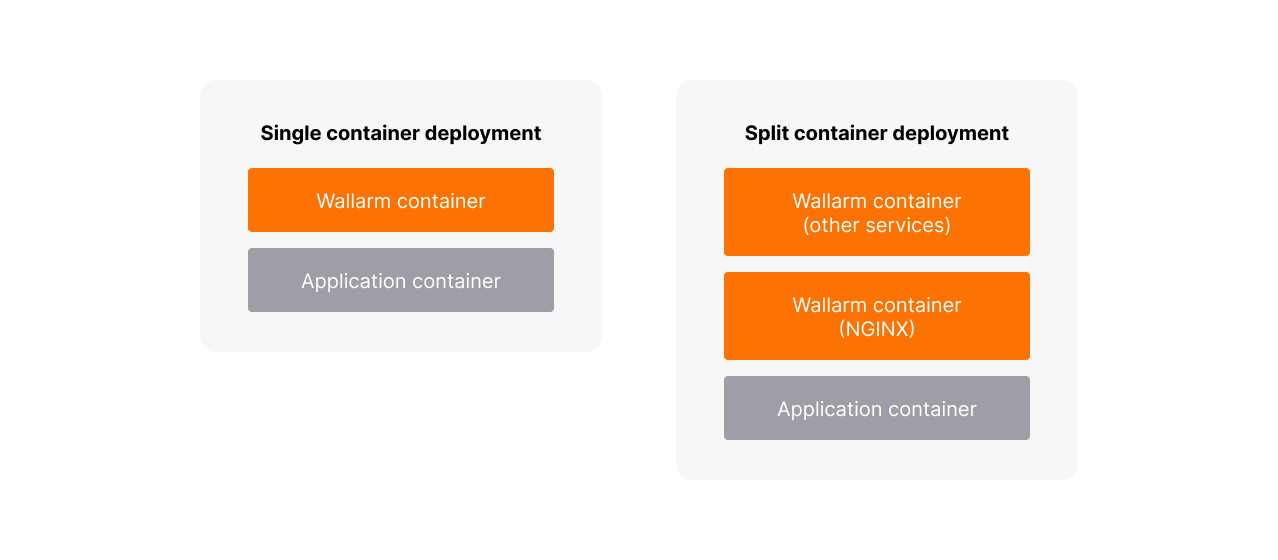 Single container deployment
Wallarm container
Application container
Split container deployment
Wallarm container
(other services)
Wallarm container
(NGINX)
Application container